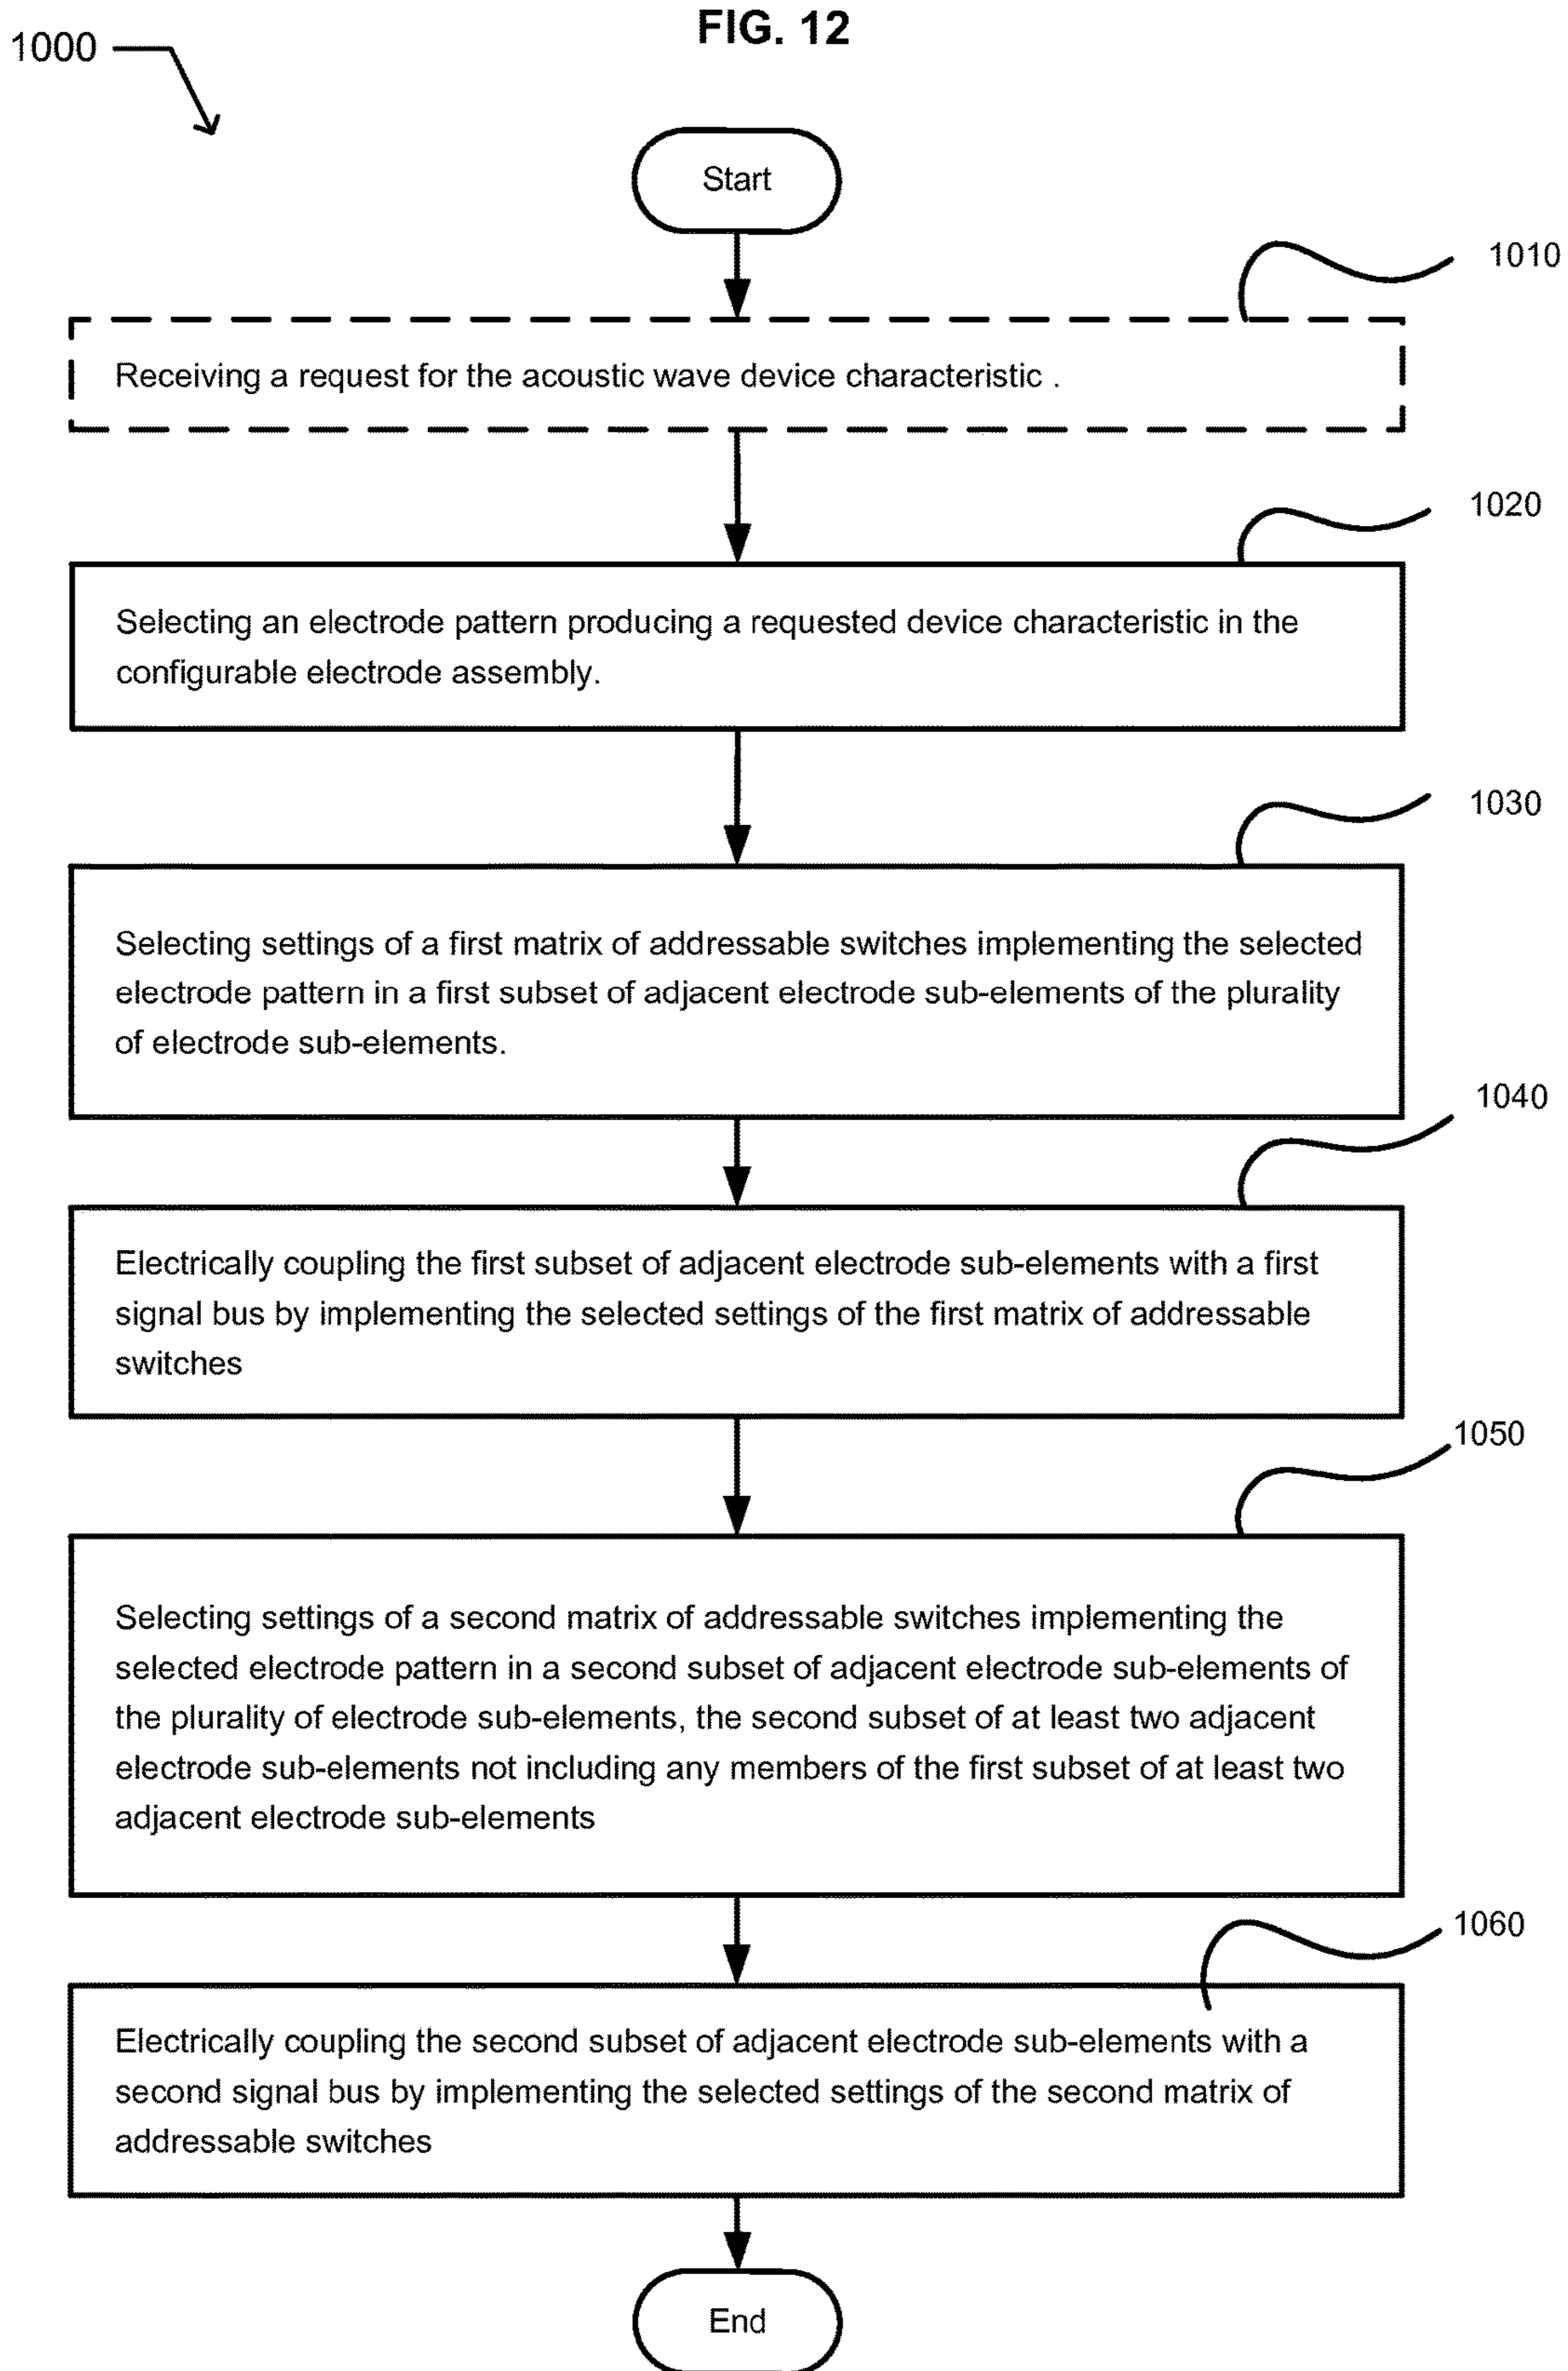 FIG. 12
1000
Start
1010
Receiving a request for the acoustic wave device characteristic .
1020
Selecting an electrode pattern producing a requested device characteristic in the
configurable electrode assembly.
1030
Selecting settings of a first matrix of addressable switches implementing the selected
electrode pattern in a first subset of adjacent electrode sub-elements of the plurality
of electrode sub-elements.
1040
Electrically coupling the first subset of adjacent electrode sub-elements with a first
signal bus by implementing the selected settings of the first matrix of addressable
switches
1050
Selecting settings of a second matrix of addressable switches implementing the
selected electrode pattern in a second subset of adjacent electrode sub-elements of
the plurality of electrode sub-elements, the second subset of at least two adjacent
electrode sub-elements not including any members of the first subset of at least two
adjacent electrode sub-elements
1060
Electrically coupling the second subset of adjacent electrode sub-elements with a
second signal bus by implementing the selected settings of the second matrix of
addressable switches
End